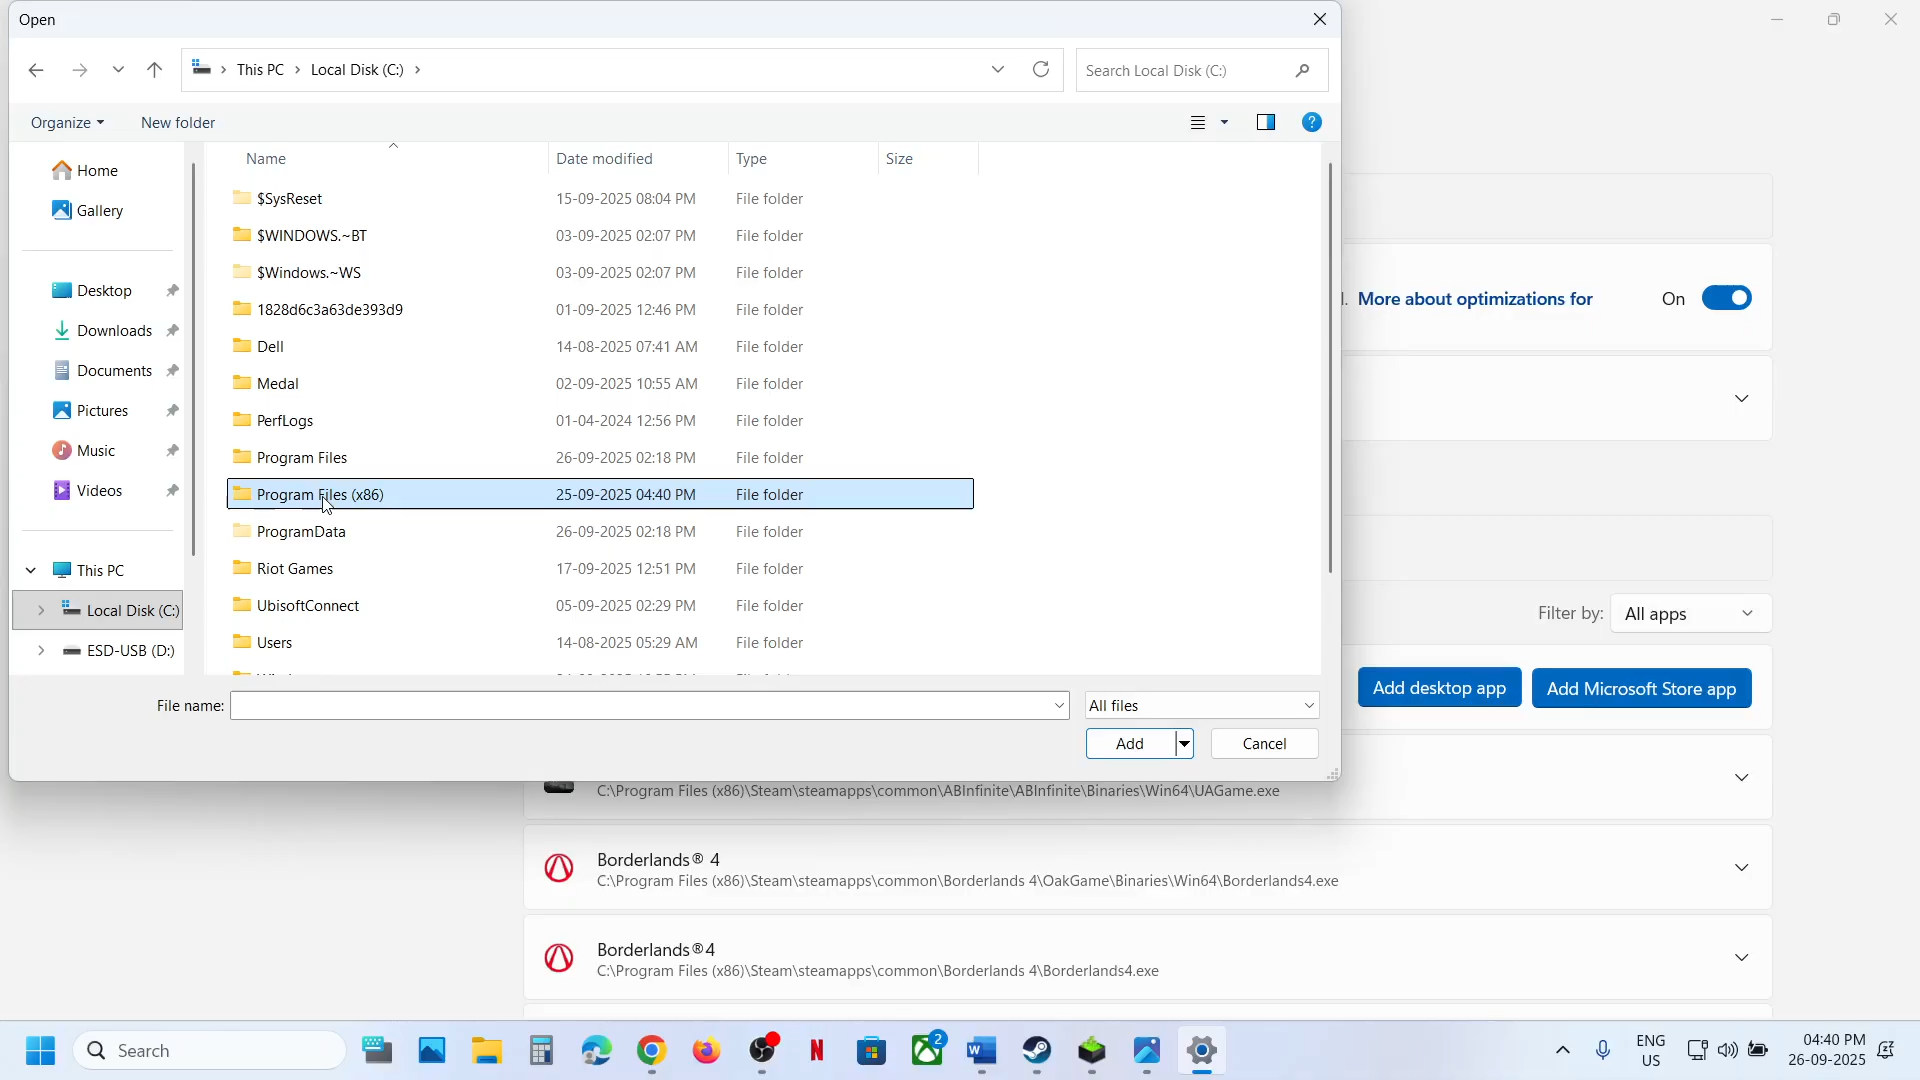 Open
This PC > Local Disk (C:) >
Search Local Disk (C:)
Organize
New folder
Home
Gallery
Desktop
Downloads
Documents
Pictures
Music
Videos
This PC
Local Disk (C:)
ESD-USB (D:)
Name Date modified Type Size
$SysReset 15-09-2025 08:04 PM File folder
$WINDOWS.~BT 03-09-2025 02:07 PM File folder
$Windows.~WS 03-09-2025 02:07 PM File folder
1828d6c3a63de393d9 01-09-2025 12:46 PM File folder
Dell 14-08-2025 07:41 AM File folder
Medal 02-09-2025 10:55 AM File folder
PerfLogs 01-04-2024 12:56 PM File folder
Program Files 26-09-2025 02:18 PM File folder
Program Files (x86) 25-09-2025 04:40 PM File folder
ProgramData 26-09-2025 02:18 PM File folder
Riot Games 17-09-2025 12:51 PM File folder
UbisoftConnect 05-09-2025 02:29 PM File folder
Users 14-08-2025 05:29 AM File folder
File name:
All files
Add
Cancel
More about optimizations for
On
Filter by: All apps
Add desktop app
Add Microsoft Store app
C:\Program Files (x86)\Steam\steamapps\common\ABInfinite\ABInfinite\Binaries\Win64\UAGame.exe
Borderlands® 4
C:\Program Files (x86)\Steam\steamapps\common\Borderlands 4\OakGame\Binaries\Win64\Borderlands4.exe
Borderlands®4
C:\Program Files (x86)\Steam\steamapps\common\Borderlands 4\Borderlands4.exe
Search
2
ENG
US
04:40 PM
26-09-2025